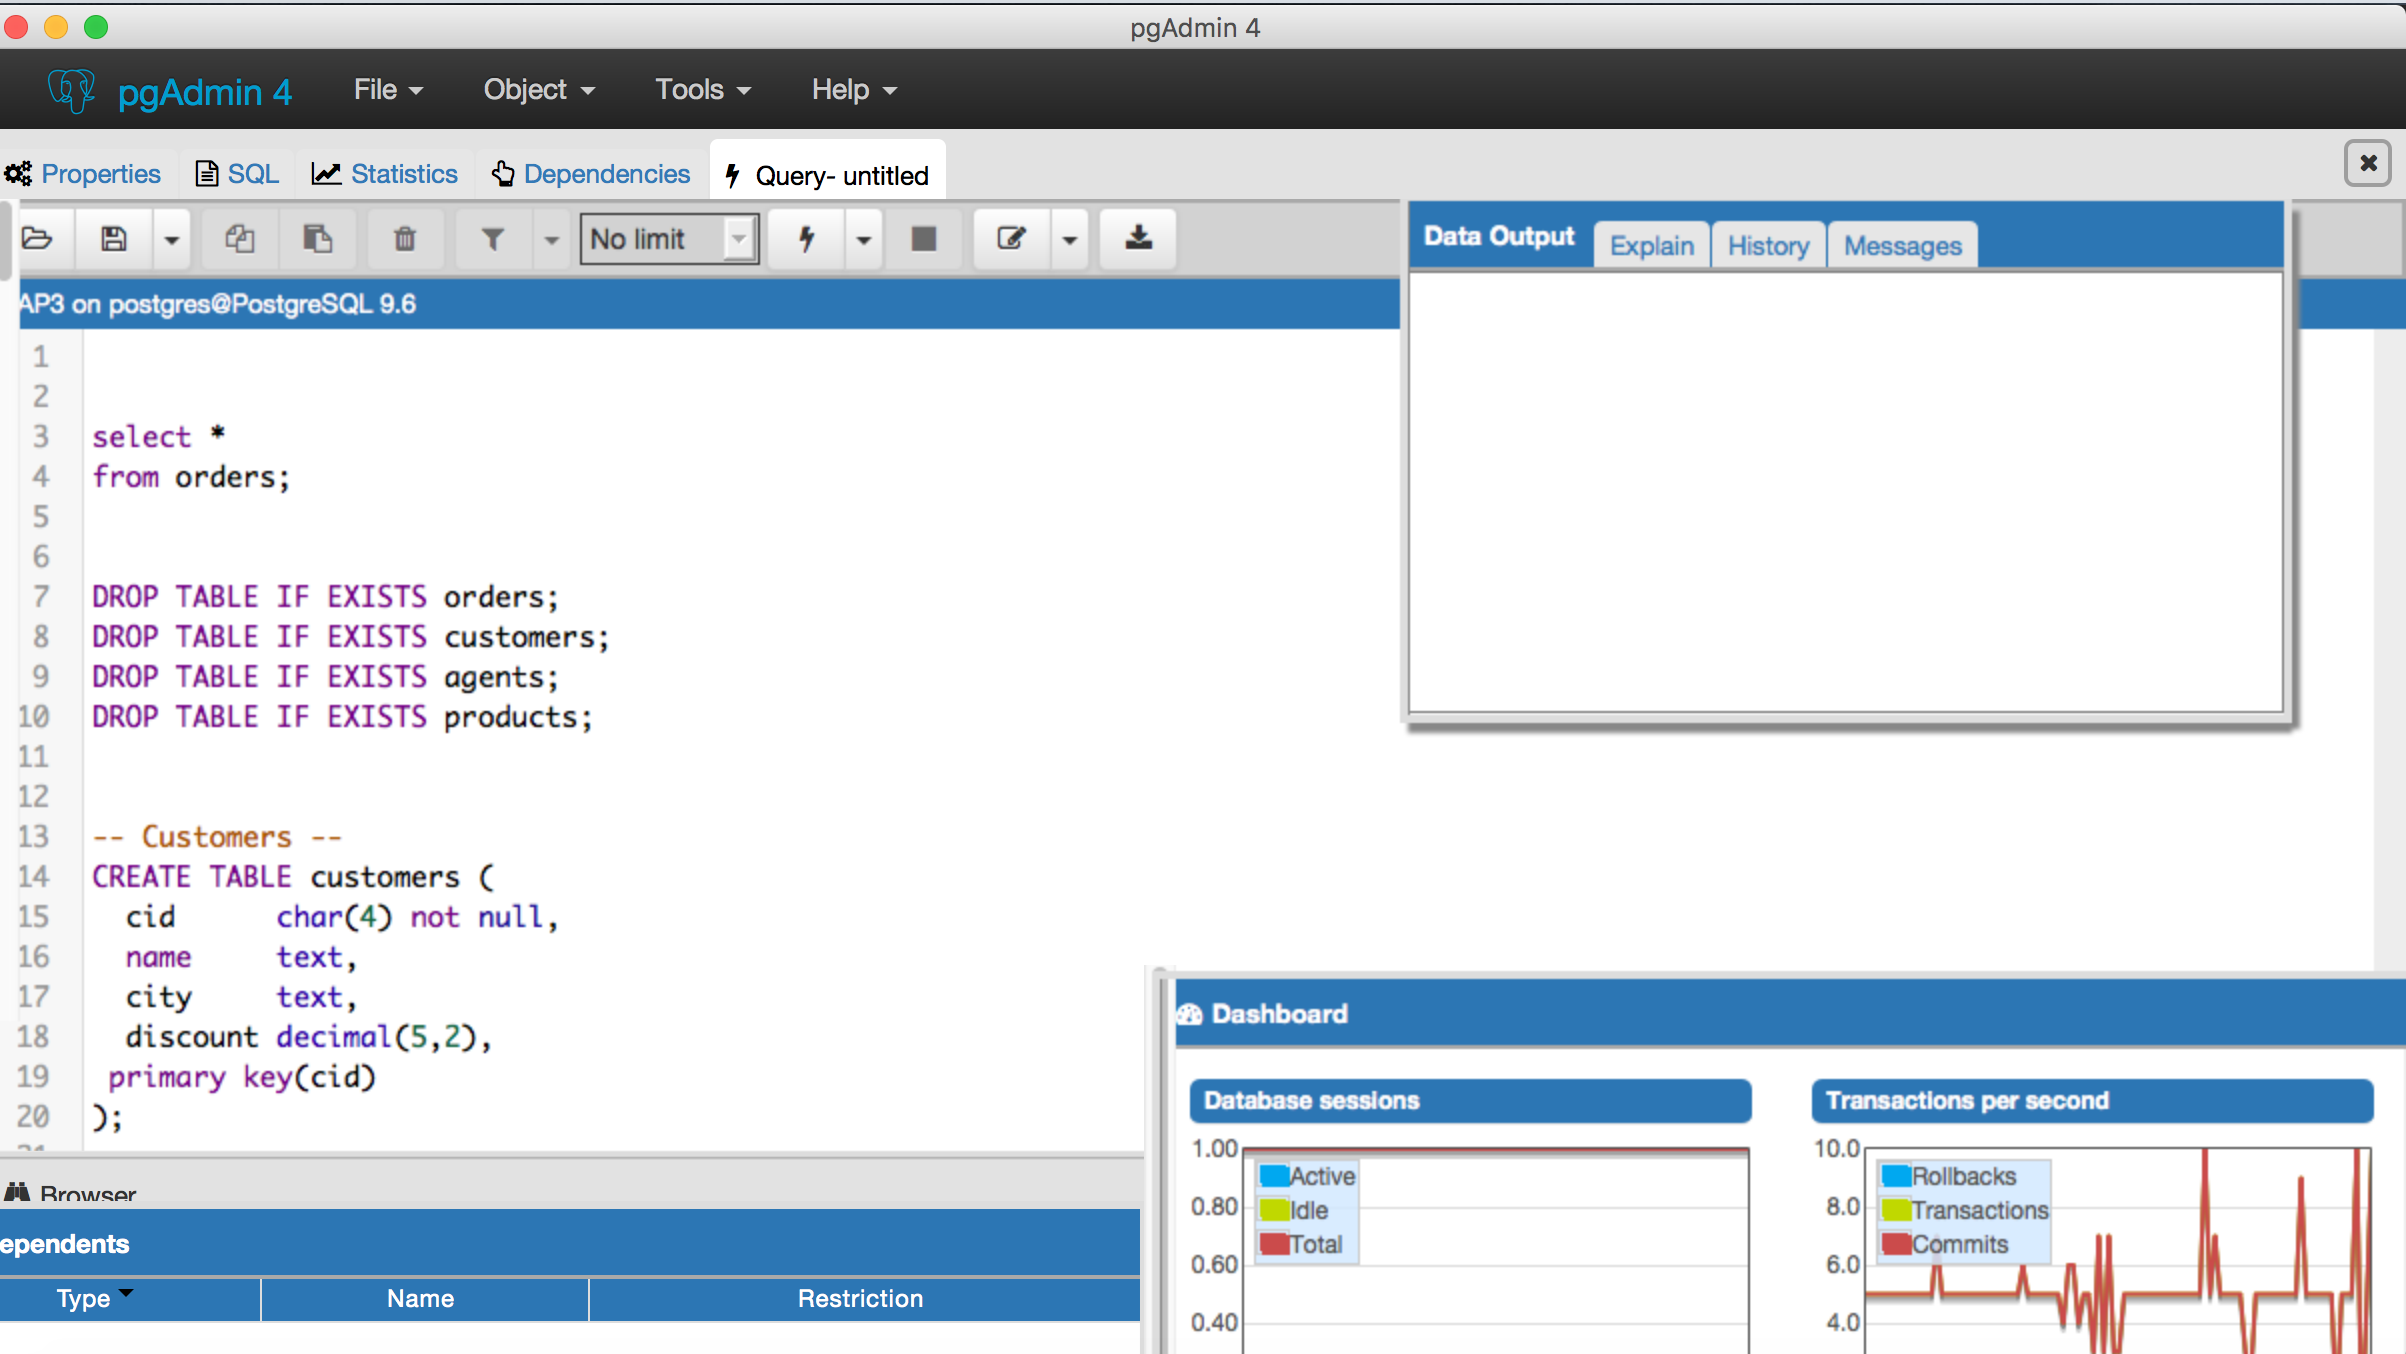 pgAdmin 4
pgAdmin 4 File Object Tools Help
Properties SQL Statistics Dependencies Query- untitled
No limit
Data Output Explain History Messages
AP3 on postgres@PostgreSQL 9.6
1
2
3 select *
4 from orders;
5
6
7 DROP TABLE IF EXISTS orders;
8 DROP TABLE IF EXISTS customers;
9 DROP TABLE IF EXISTS agents;
10 DROP TABLE IF EXISTS products;
11
12
13 -- Customers --
14 CREATE TABLE customers (
15 cid char(4) not null,
16 name text,
17 city text,
18 discount decimal(5,2),
19 primary key(cid)
20 );
Browser
ependents
Type Name Restriction
Dashboard
Database sessions
1.00
0.80
0.60
0.40
Active
Idle
Total
Transactions per second
10.0
8.0
6.0
4.0
Rollbacks
Transactions
Commits